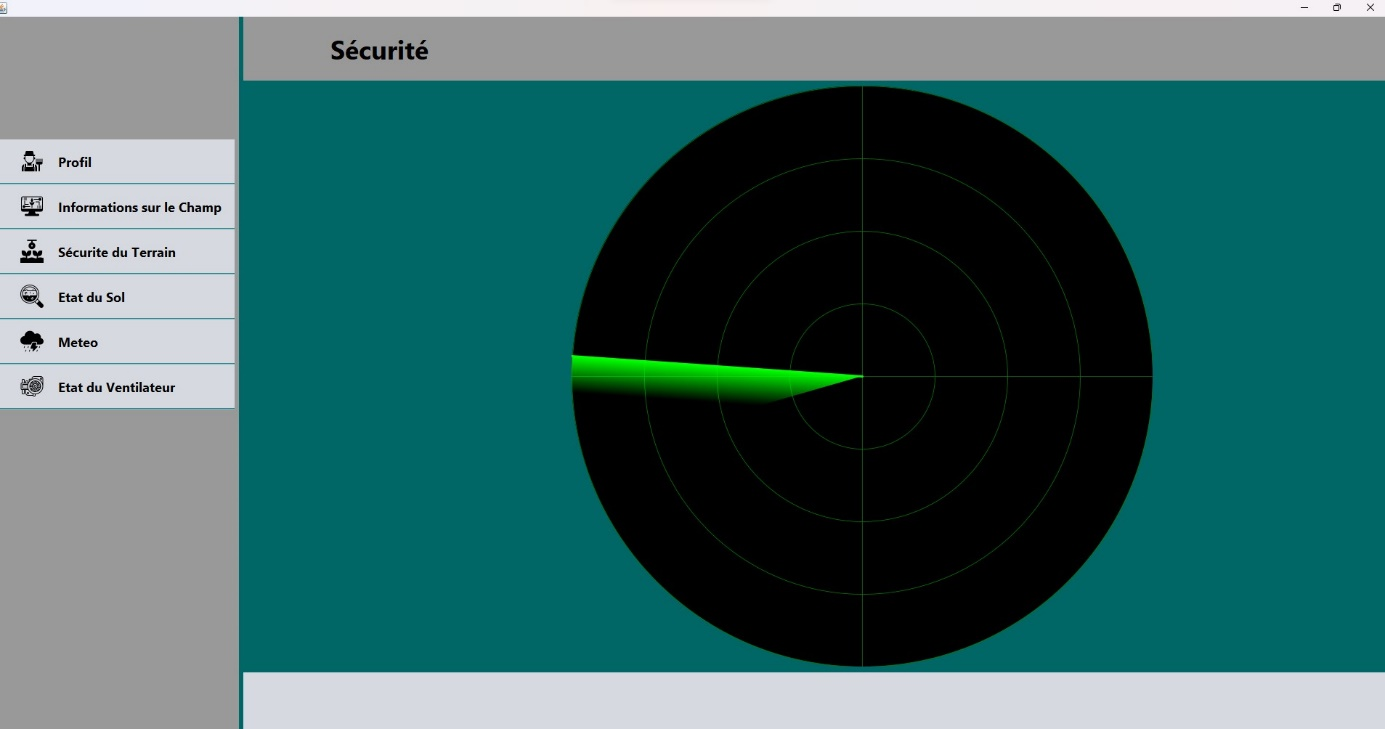 Sécurité
Profil
Informations sur le Champ
Sécurite du Terrain
Etat du Sol
Meteo
Etat du Ventilateur